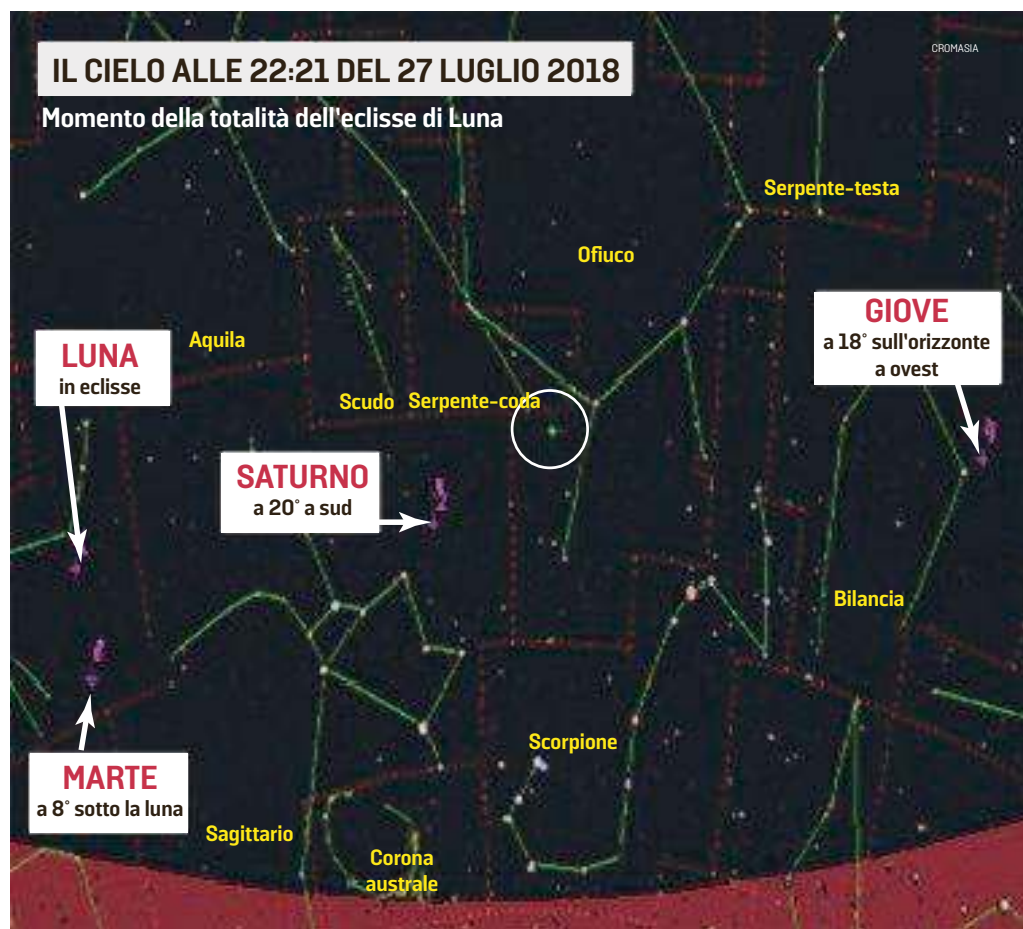 CROMASIA
IL CIELO ALLE 22:21 DEL 27 LUGLIO 2018
Momento della totalità dell'eclisse di Luna
Serpente-testa
Ofiuco
GIOVE
a 18° sull'orizzonte
a ovest
Aquila
LUNA
in eclisse
Scudo
Serpente-coda
SATURNO
a 20° a sud
Bilancia
Scorpione
MARTE
a 8° sotto la luna
Sagittario
Corona
australe